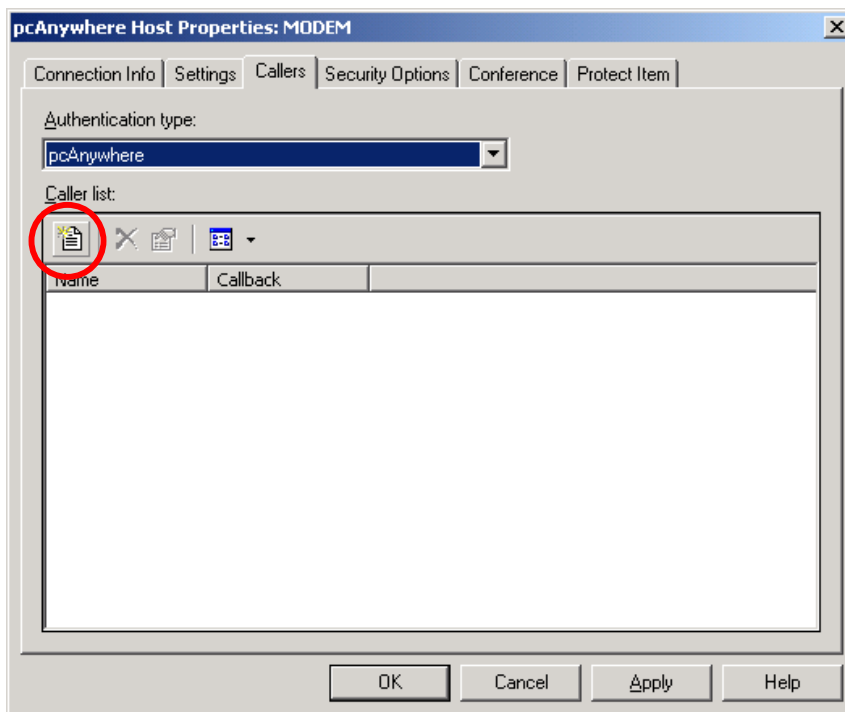 pcAnywhere Host Properties: MODEM
Connection Info Settings Callers Security Options Conference Protect Item
Authentication type:
pcAnywhere
Caller list:
Name Callback
OK Cancel Apply Help